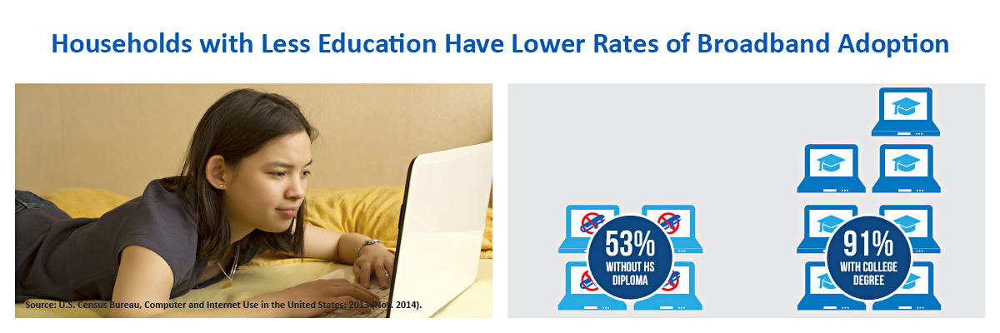 Households with Less Education Have Lower Rates of Broadband Adoption
53%
WITHOUT HS
DIPLOMA
91%
WITH COLLEGE
DEGREE
Source: U.S. Census Bureau, Computer and Internet Use in the United States: 2013 (Nov. 2014).